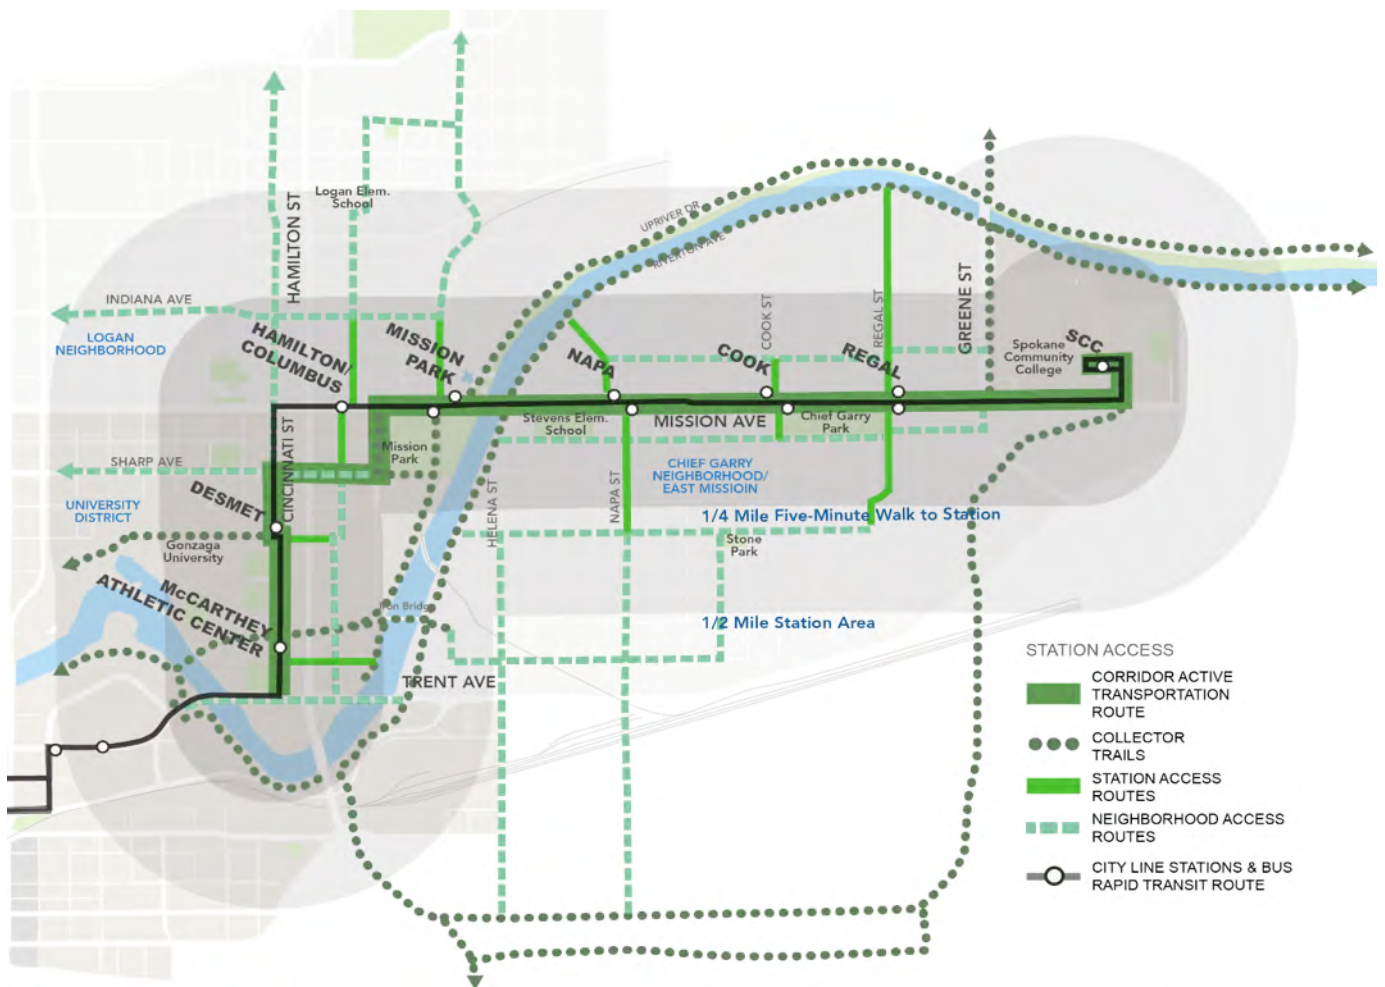 Logan Elem.
School
HAMILTON ST
UPRIVER DR
RIVERTON AVE
INDIANA AVE
LOGAN
NEIGHBORHOOD
HAMILTON/
COLUMBUS
MISSION
PARK
NAPA
COOK
COOK ST
REGAL
REGAL ST
GREENE ST
Spokane
Community
College
SCC
CINCINNATI ST
Mission
Park
Stevens Elem.
School
MISSION AVE
Chief Garry
Park
SHARP AVE
UNIVERSITY
DISTRICT
DESMET
HELENA ST
NAPA ST
CHIEF GARRY
NEIGHBORHOOD/
EAST MISSIOIN
1/4 Mile Five-Minute Walk to Station
Stone
Park
Gonzaga
University
McCARTHEY
ATHLETIC CENTER
Iron Bridge
1/2 Mile Station Area
TRENT AVE
STATION ACCESS
CORRIDOR ACTIVE
TRANSPORTATION
ROUTE
COLLECTOR
TRAILS
STATION ACCESS
ROUTES
NEIGHBORHOOD ACCESS
ROUTES
CITY LINE STATIONS & BUS
RAPID TRANSIT ROUTE